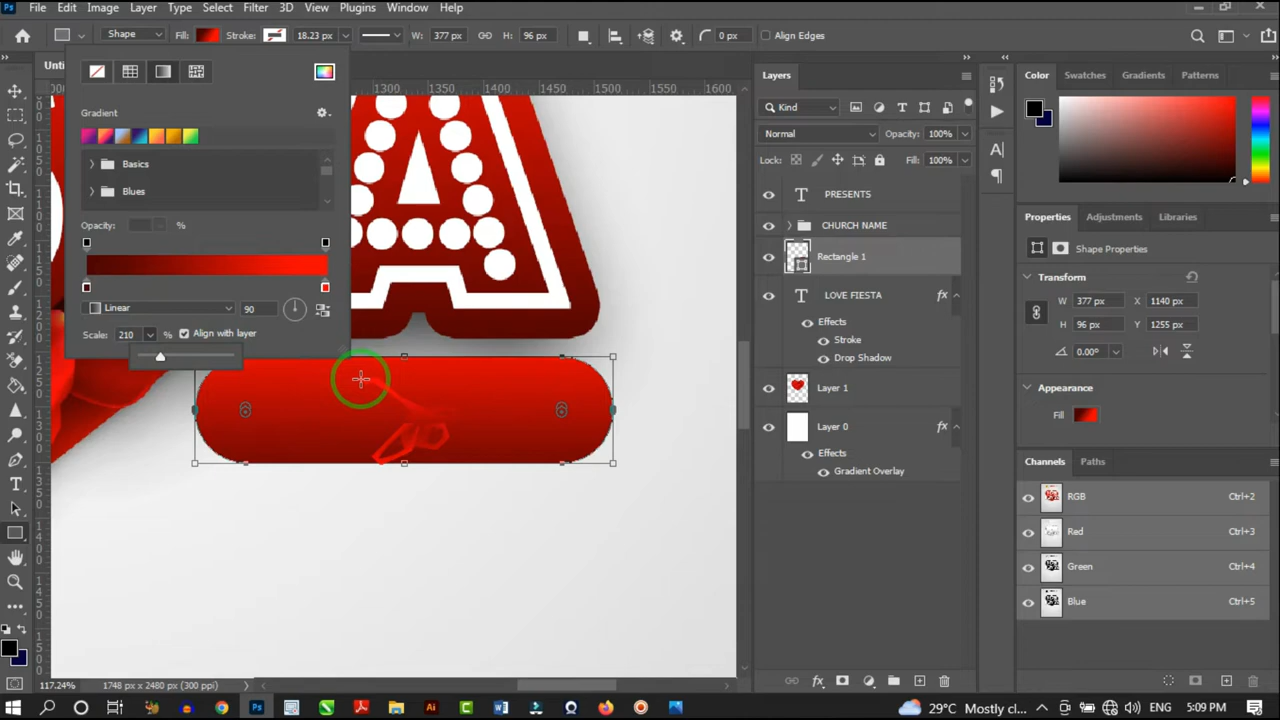 Ps File Edit Image Layer Type Select Filter 3D View Plugins Window Help
Shape Fill: Stroke: 18.23 px W: 377 px H: 96 px 0 px Align Edges
1300 1350 1400 1450 1500 1550 1600
Gradient
Basics
Blues
Opacity: %
Linear 90
Scale: 210 % Align with layer
A
117.24% 1748 px x 2480 px (300 ppi)
Layers
Kind
Normal Opacity: 100%
Lock: Fill: 100%
T PRESENTS
CHURCH NAME
Rectangle 1
T LOVE FIESTA fx
Effects
Stroke
Drop Shadow
Layer 1
Layer 0 fx
Effects
Gradient Overlay
Color Swatches Gradients Patterns
Properties Adjustments Libraries
Shape Properties
Transform
W: 377 px X: 1140 px
H: 96 px Y: 1255 px
0.00°
Appearance
Fill
Channels Paths
RGB Ctrl+2
Red Ctrl+3
Green Ctrl+4
Blue Ctrl+5
29°C Mostly cl... 5:09 PM